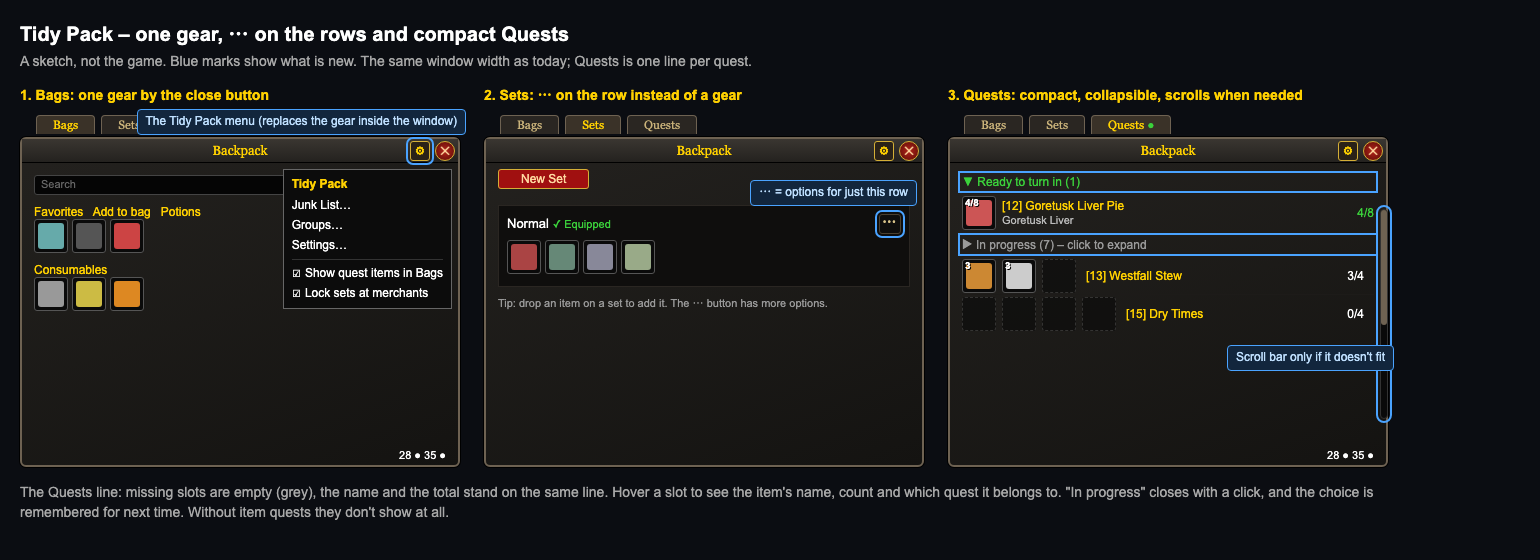 Tidy Pack – one gear, ··· on the rows and compact Quests
A sketch, not the game. Blue marks show what is new. The same window width as today; Quests is one line per quest.
1. Bags: one gear by the close button
Bags
Sets
The Tidy Pack menu (replaces the gear inside the window)
Backpack
Search
Favorites Add to bag Potions
Consumables
Tidy Pack
Junk List...
Groups...
Settings...
☑ Show quest items in Bags
☑ Lock sets at merchants
28 ● 35 ●
2. Sets: ··· on the row instead of a gear
Bags Sets Quests
Backpack
New Set
··· = options for just this row
Normal ✓ Equipped
···
Tip: drop an item on a set to add it. The ··· button has more options.
3. Quests: compact, collapsible, scrolls when needed
Bags Sets Quests ●
Backpack
▼ Ready to turn in (1)
4/8
[12] Goretusk Liver Pie
Goretusk Liver
4/8
▶ In progress (7) – click to expand
3 3 [13] Westfall Stew 3/4
[15] Dry Times 0/4
Scroll bar only if it doesn't fit
28 ● 35 ●
The Quests line: missing slots are empty (grey), the name and the total stand on the same line. Hover a slot to see the item's name, count and which quest it belongs to. "In progress" closes with a click, and the choice is
remembered for next time. Without item quests they don't show at all.